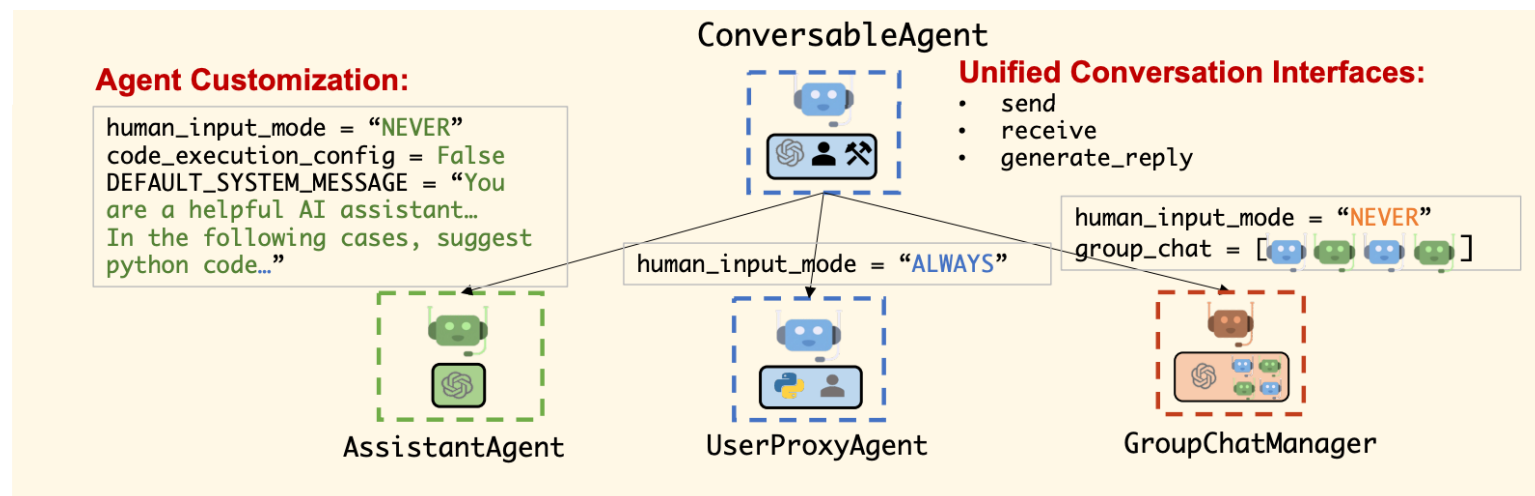 ConversableAgent
Agent Customization:
human_input_mode = “NEVER”
code_execution_config = False
DEFAULT_SYSTEM_MESSAGE = “You
are a helpful AI assistant…
In the following cases, suggest
python code…”
Unified Conversation Interfaces:
• send
• receive
• generate_reply
human_input_mode = “ALWAYS”
human_input_mode = “NEVER”
group_chat = [ ]
AssistantAgent
UserProxyAgent
GroupChatManager